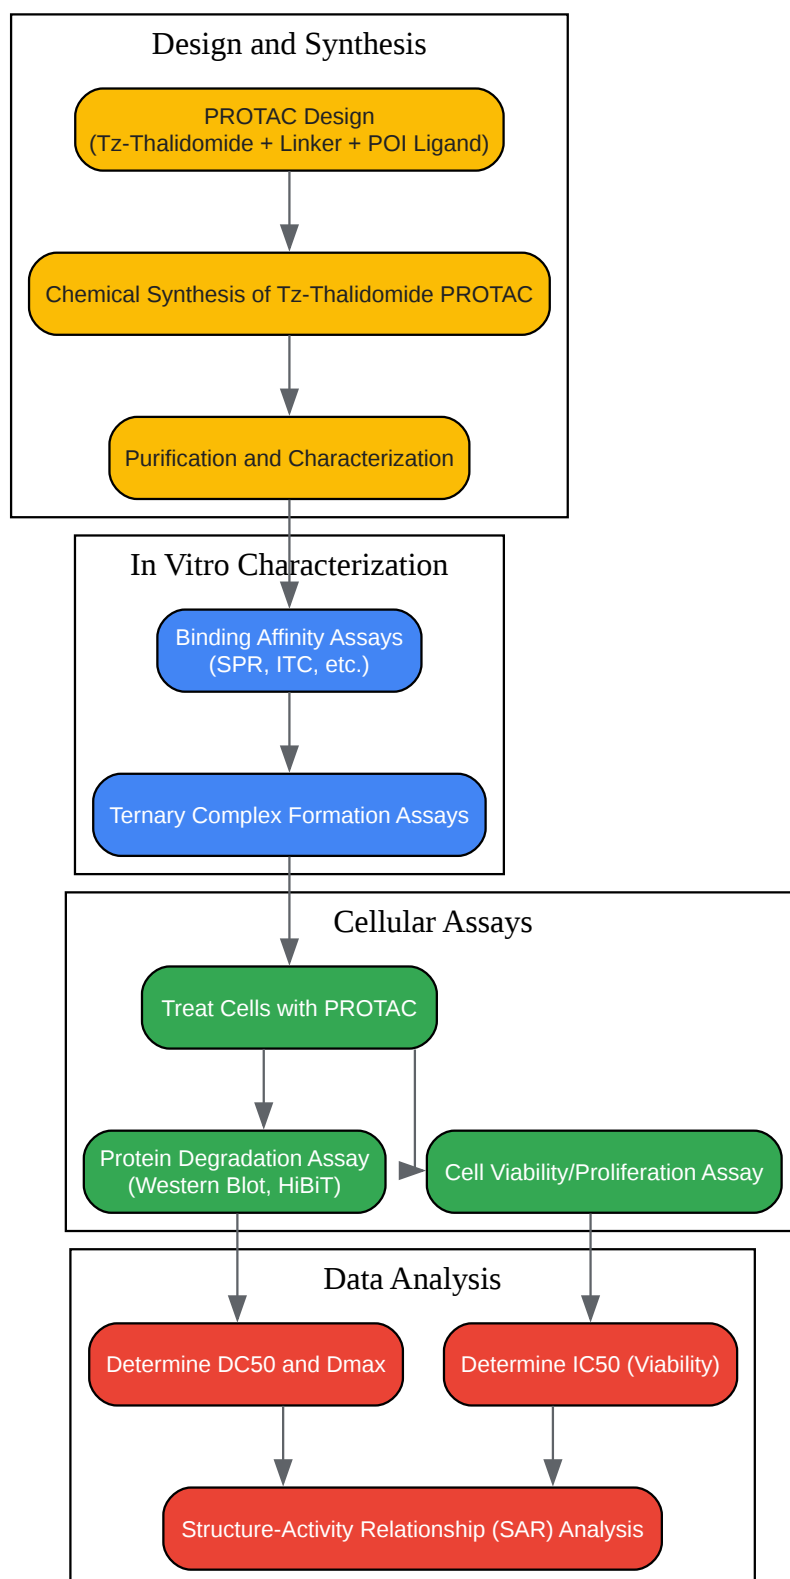 Design and Synthesis
PROTAC Design
(Tz-Thalidomide + Linker + POI Ligand)
Chemical Synthesis of Tz-Thalidomide PROTAC
Purification and Characterization
In Vitro Characterization
Binding Affinity Assays
(SPR, ITC, etc.)
Ternary Complex Formation Assays
Cellular Assays
Treat Cells with PROTAC
Protein Degradation Assay
(Western Blot, HiBiT)
Cell Viability/Proliferation Assay
Data Analysis
Determine DC50 and Dmax
Determine IC50 (Viability)
Structure-Activity Relationship (SAR) Analysis